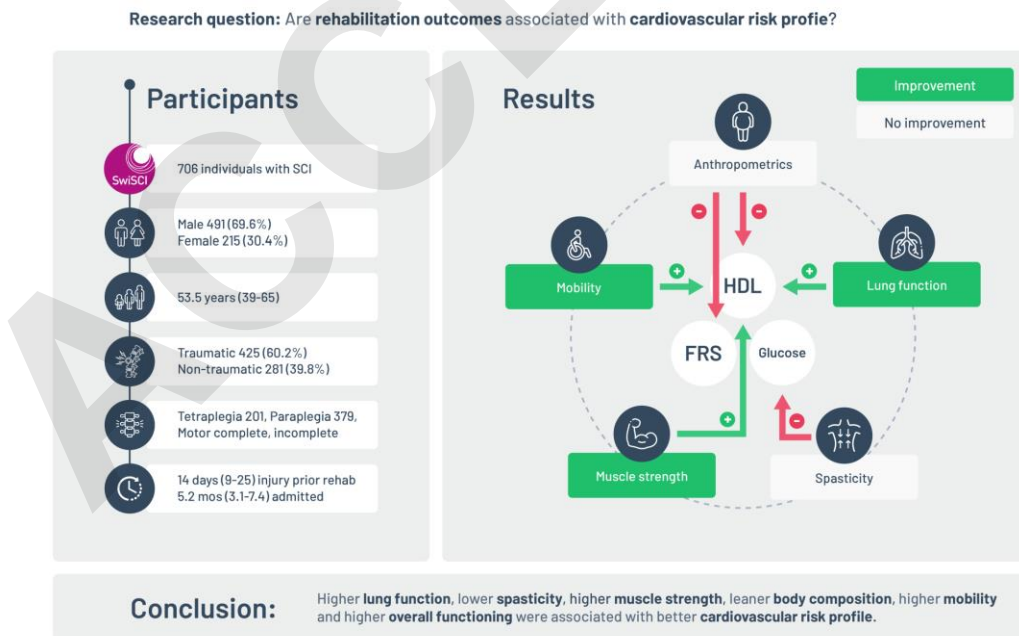 Research question: Are rehabilitation outcomes associated with cardiovascular risk profie?
Participants
SwiSCI
706 individuals with SCI
Male 491 (69.6%)
Female 215 (30.4%)
53.5 years (39-65)
Traumatic 425 (60.2%)
Non-traumatic 281 (39.8%)
Tetraplegia 201, Paraplegia 379,
Motor complete, incomplete
14 days (9-25) injury prior rehab
5.2 mos (3.1-7.4) admitted
Results
Improvement
No improvement
Anthropometrics
Mobility
HDL
Lung function
FRS
Glucose
Muscle strength
Spasticity
Conclusion:
Higher lung function, lower spasticity, higher muscle strength, leaner body composition, higher mobility
and higher overall functioning were associated with better cardiovascular risk profile.